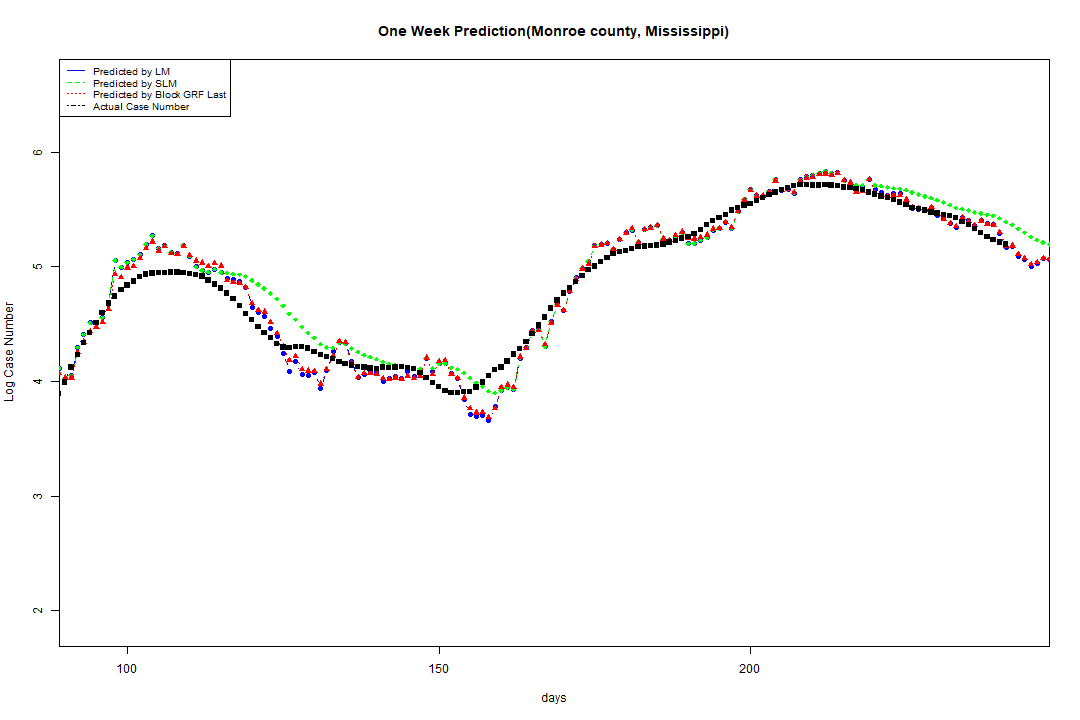 One Week Prediction(Monroe county, Mississippi)
Predicted by LM
Predicted by SLM
Predicted by Block GRF Last
Actual Case Number
6
5
4
3
2
Log Case Number
100 150 200
days